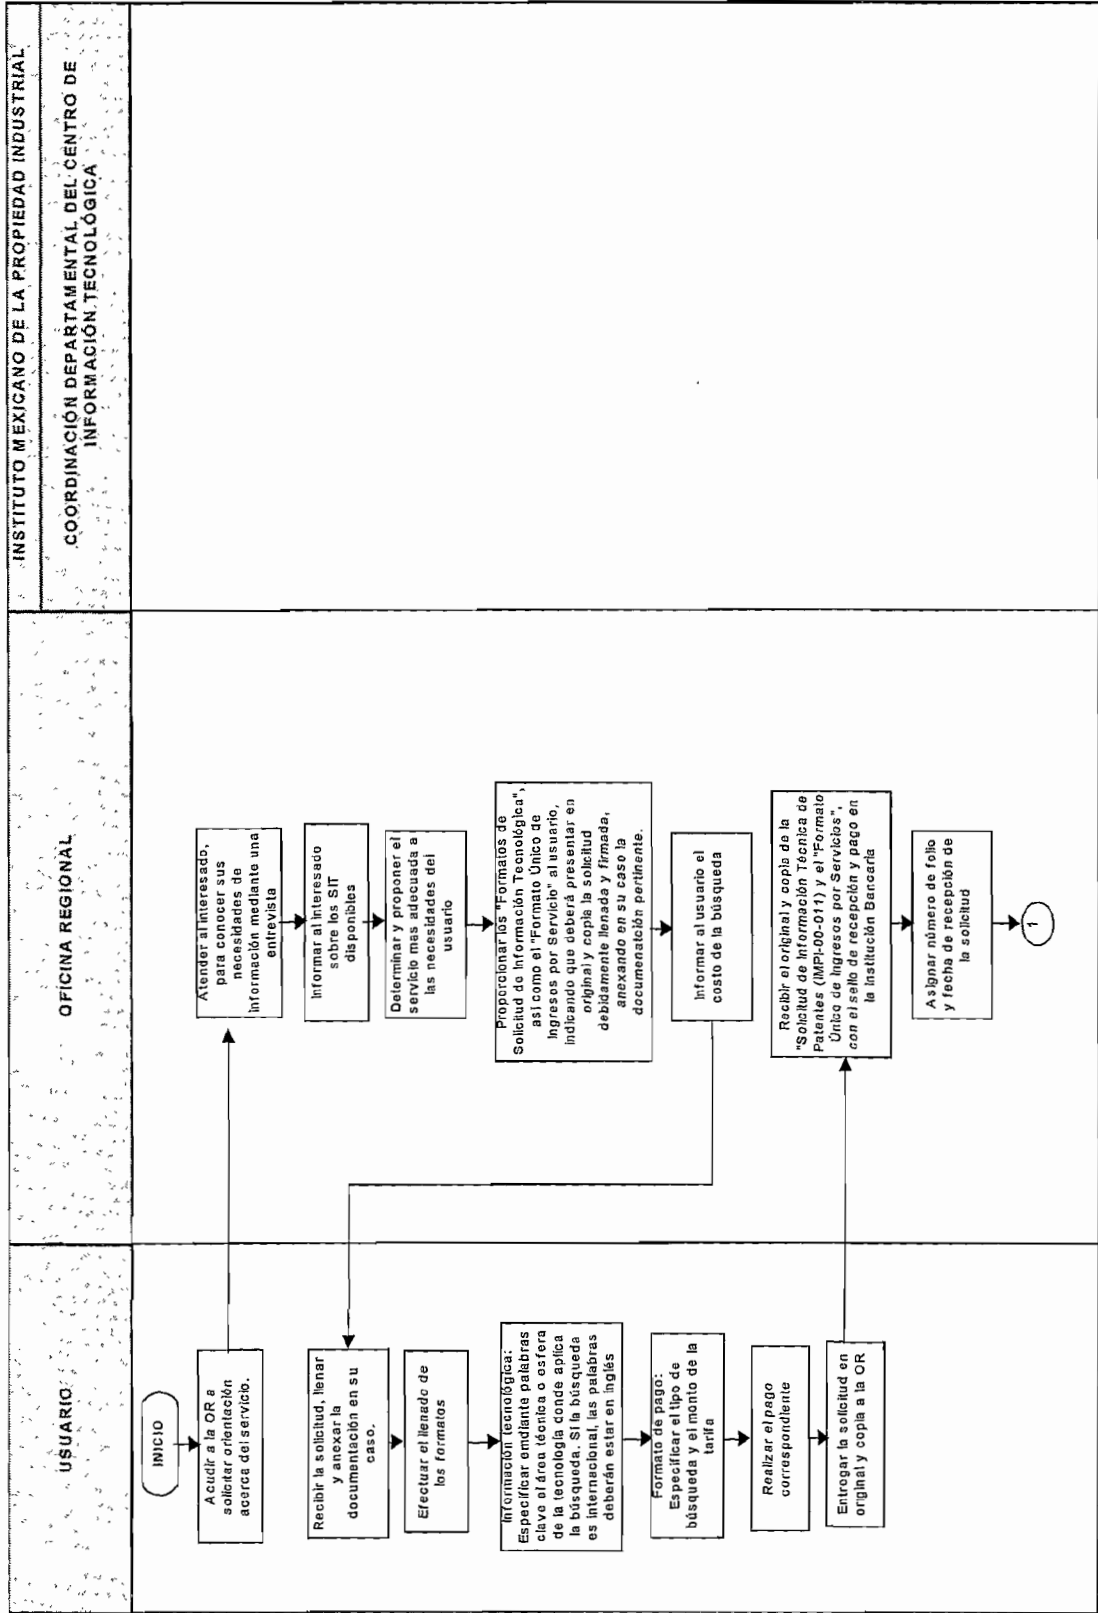 INSTITUTO MEXICANO DE LA PROPIEDAD INDUSTRIAL
COORDINACIÓN DEPARTAMENTAL DEL CENTRO DE
INFORMACIÓN TECNOLÓGICA
OFICINA REGIONAL
USUARIO
INICIO
Acudir a la OR a
solicitar orientación
acerca del servicio.
Atender al interesado,
para conocer sus
necesidades de
información mediante una
entrevista
Informar al interesado
sobre los SIT
disponibles
Determinar y proponer el
servicio mas adecuada a
las necesidades del
usuario
Proporcionar los "Formatos de
Solicitud de Información Tecnológica",
así como el "Formato Único de
Ingresos por Servicio" al usuario,
indicando que deberá presentar en
original y copia la solicitud
debidamente llenada y firmada,
anexando en su caso la
documenatción pertinente.
Informar al usuario el
costo de la búsqueda
Recibir la solicitud, llenar
y anexar la
documentación en su
caso.
Efectuar el llenado de
los formatos
Información tecnológica:
Especificar emdiante palabras
clave el área técnica o esfera
de la tecnología donde aplica
la búsqueda. Sí la búsqueda
es internacional, las palabras
deberán estar en inglés
Formato de pago:
Especificar el tipo de
búsqueda y el monto de la
tarifa
Realizar el pago
correspondiente
Entregar la solicitud en
original y copia a la OR
Recibir el original y copia de la
"Solicitud de Información Técnica de
Patentes (IMPI-00-011) y el "Formato
Único de Ingresos por Servicios",
con el sello de recepción y pago en
la Institución Bancaria
Asignar número de folio
y fecha de recepción de
la solicitud
1